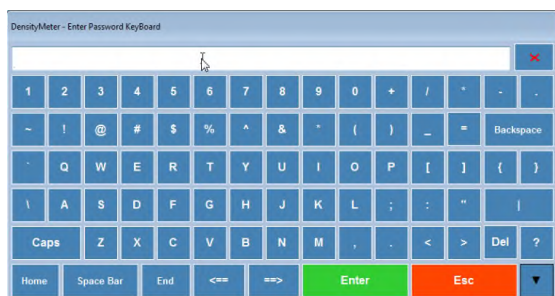 DensityMeter - Enter Password KeyBoard
1 2 3 4 5 6 7 8 9 0 + / * - .
~ ! @ # $ % ^ & * ( ) _ = Backspace
` Q W E R T Y U I O P [ ] { }
\ A S D F G H J K L ; : " |
Caps Z X C V B N M , . < > Del ?
Home Space Bar End <== ==> Enter Esc